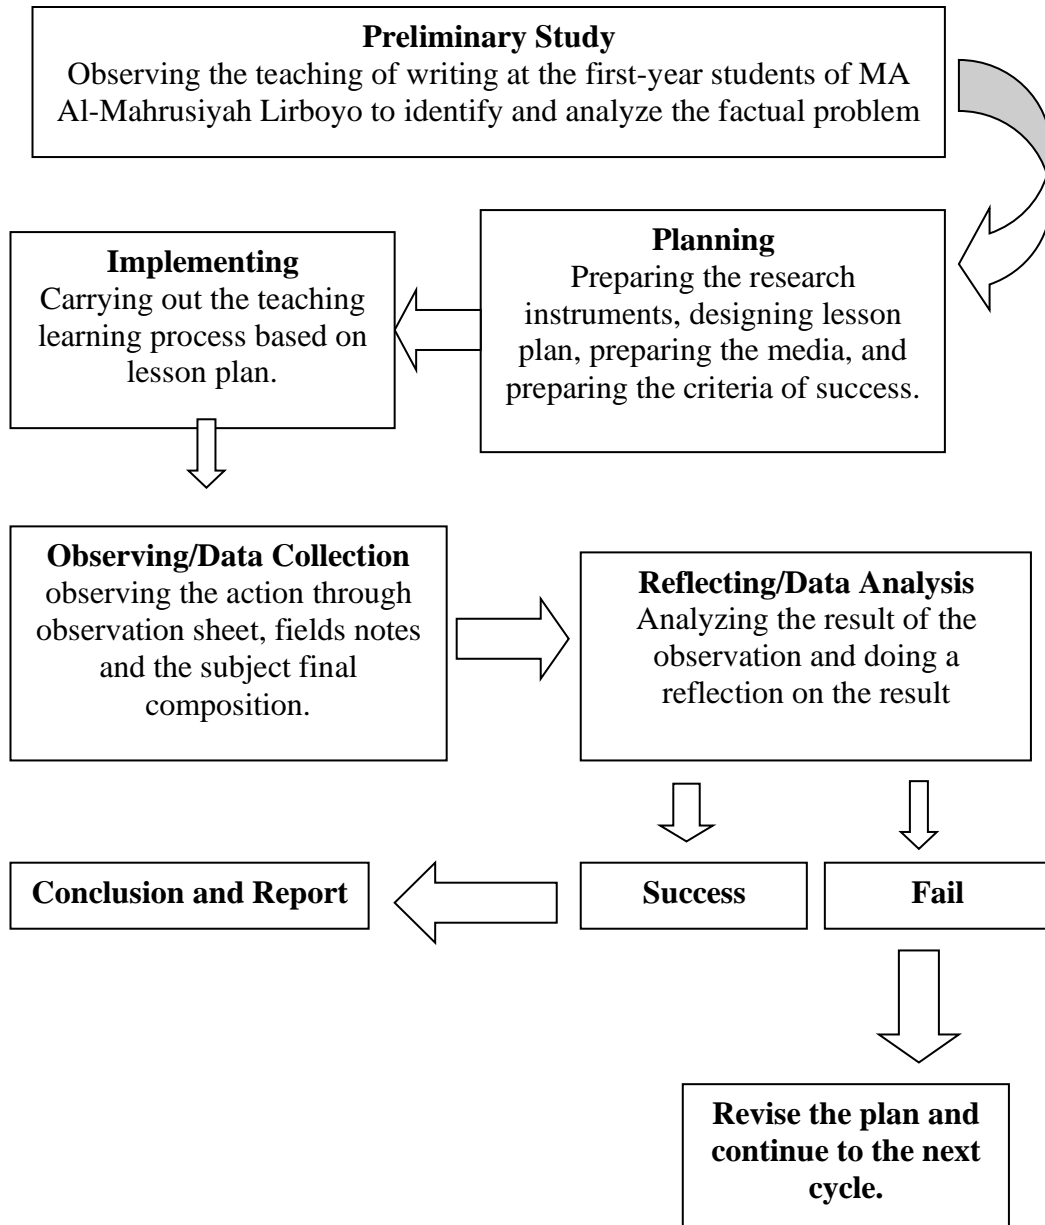 Preliminary Study
Observing the teaching of writing at the first-year students of MA
Al-Mahrusiyah Lirboyo to identify and analyze the factual problem
Planning
Preparing the research
instruments, designing lesson
plan, preparing the media, and
preparing the criteria of success.
Implementing
Carrying out the teaching
learning process based on
lesson plan.
Observing/Data Collection
observing the action through
observation sheet, fields notes
and the subject final
composition.
Reflecting/Data Analysis
Analyzing the result of the
observation and doing a
reflection on the result
Success
Fail
Conclusion and Report
Revise the plan and
continue to the next
cycle.